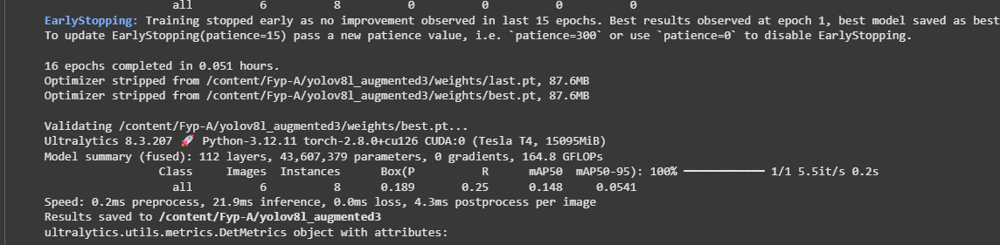 all 6 8 0 0 0 0
EarlyStopping: Training stopped early as no improvement observed in last 15 epochs. Best results observed at epoch 1, best model saved as best
To update EarlyStopping(patience=15) pass a new patience value, i.e. `patience=300` or use `patience=0` to disable EarlyStopping.
16 epochs completed in 0.051 hours.
Optimizer stripped from /content/Fyp-A/yolov8l_augmented3/weights/last.pt, 87.6MB
Optimizer stripped from /content/Fyp-A/yolov8l_augmented3/weights/best.pt, 87.6MB
Validating /content/Fyp-A/yolov8l_augmented3/weights/best.pt...
Ultralytics 8.3.207 🚀 Python-3.12.11 torch-2.8.0+cu126 CUDA:0 (Tesla T4, 15095MiB)
Model summary (fused): 112 layers, 43,607,379 parameters, 0 gradients, 164.8 GFLOPs
Class Images Instances Box(P R mAP50 mAP50-95): 100% ━━━━━━━━━━━━ 1/1 5.5it/s 0.2s
all 6 8 0.189 0.25 0.148 0.0541
Speed: 0.2ms preprocess, 21.9ms inference, 0.0ms loss, 4.3ms postprocess per image
Results saved to /content/Fyp-A/yolov8l_augmented3
ultralytics.utils.metrics.DetMetrics object with attributes: